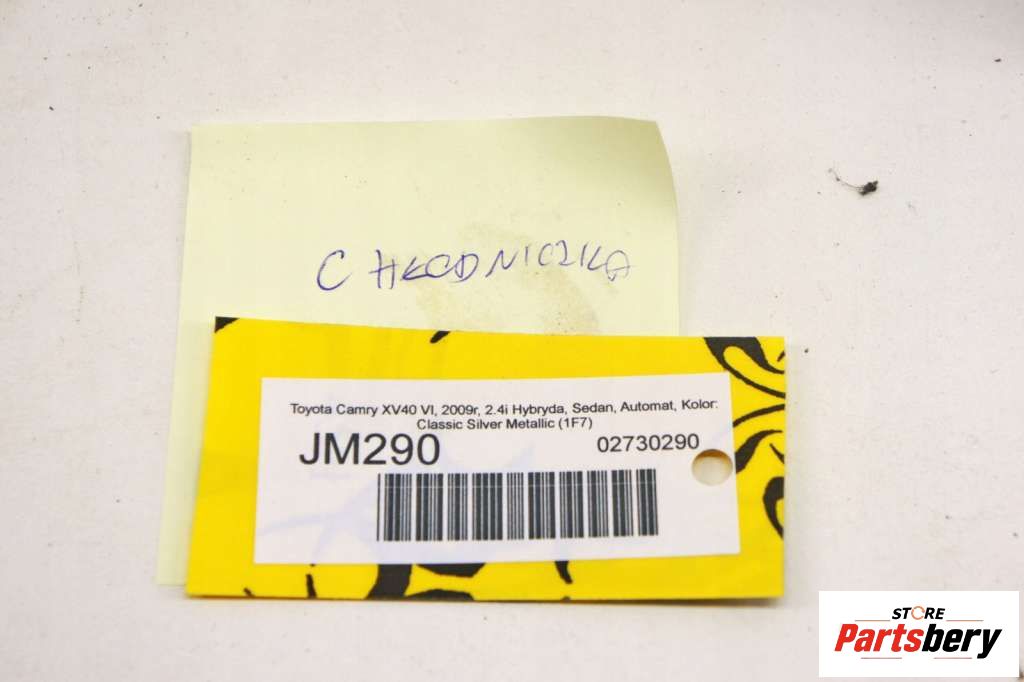 CHŁODNICZKA
Toyota Camry XV40 VI, 2009r, 2.4i Hybryda, Sedan, Automat, Kolor:
Classic Silver Metallic (1F7)
JM290
02730290
STORE
Partsbery